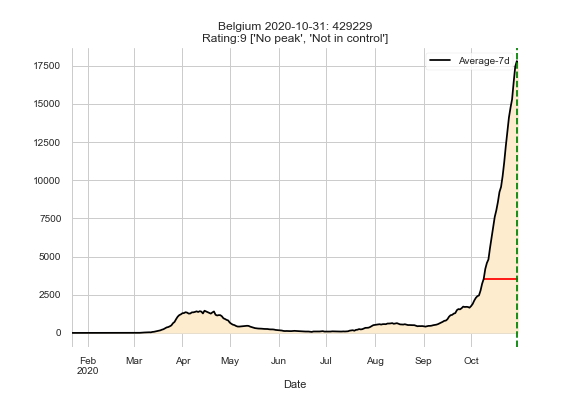 Belgium 2020-10-31: 429229
Rating:9 ['No peak', 'Not in control']
Average-7d
17500
15000
12500
10000
7500
5000
2500
0
Feb Mar Apr May Jun Jul Aug Sep Oct
2020
Date